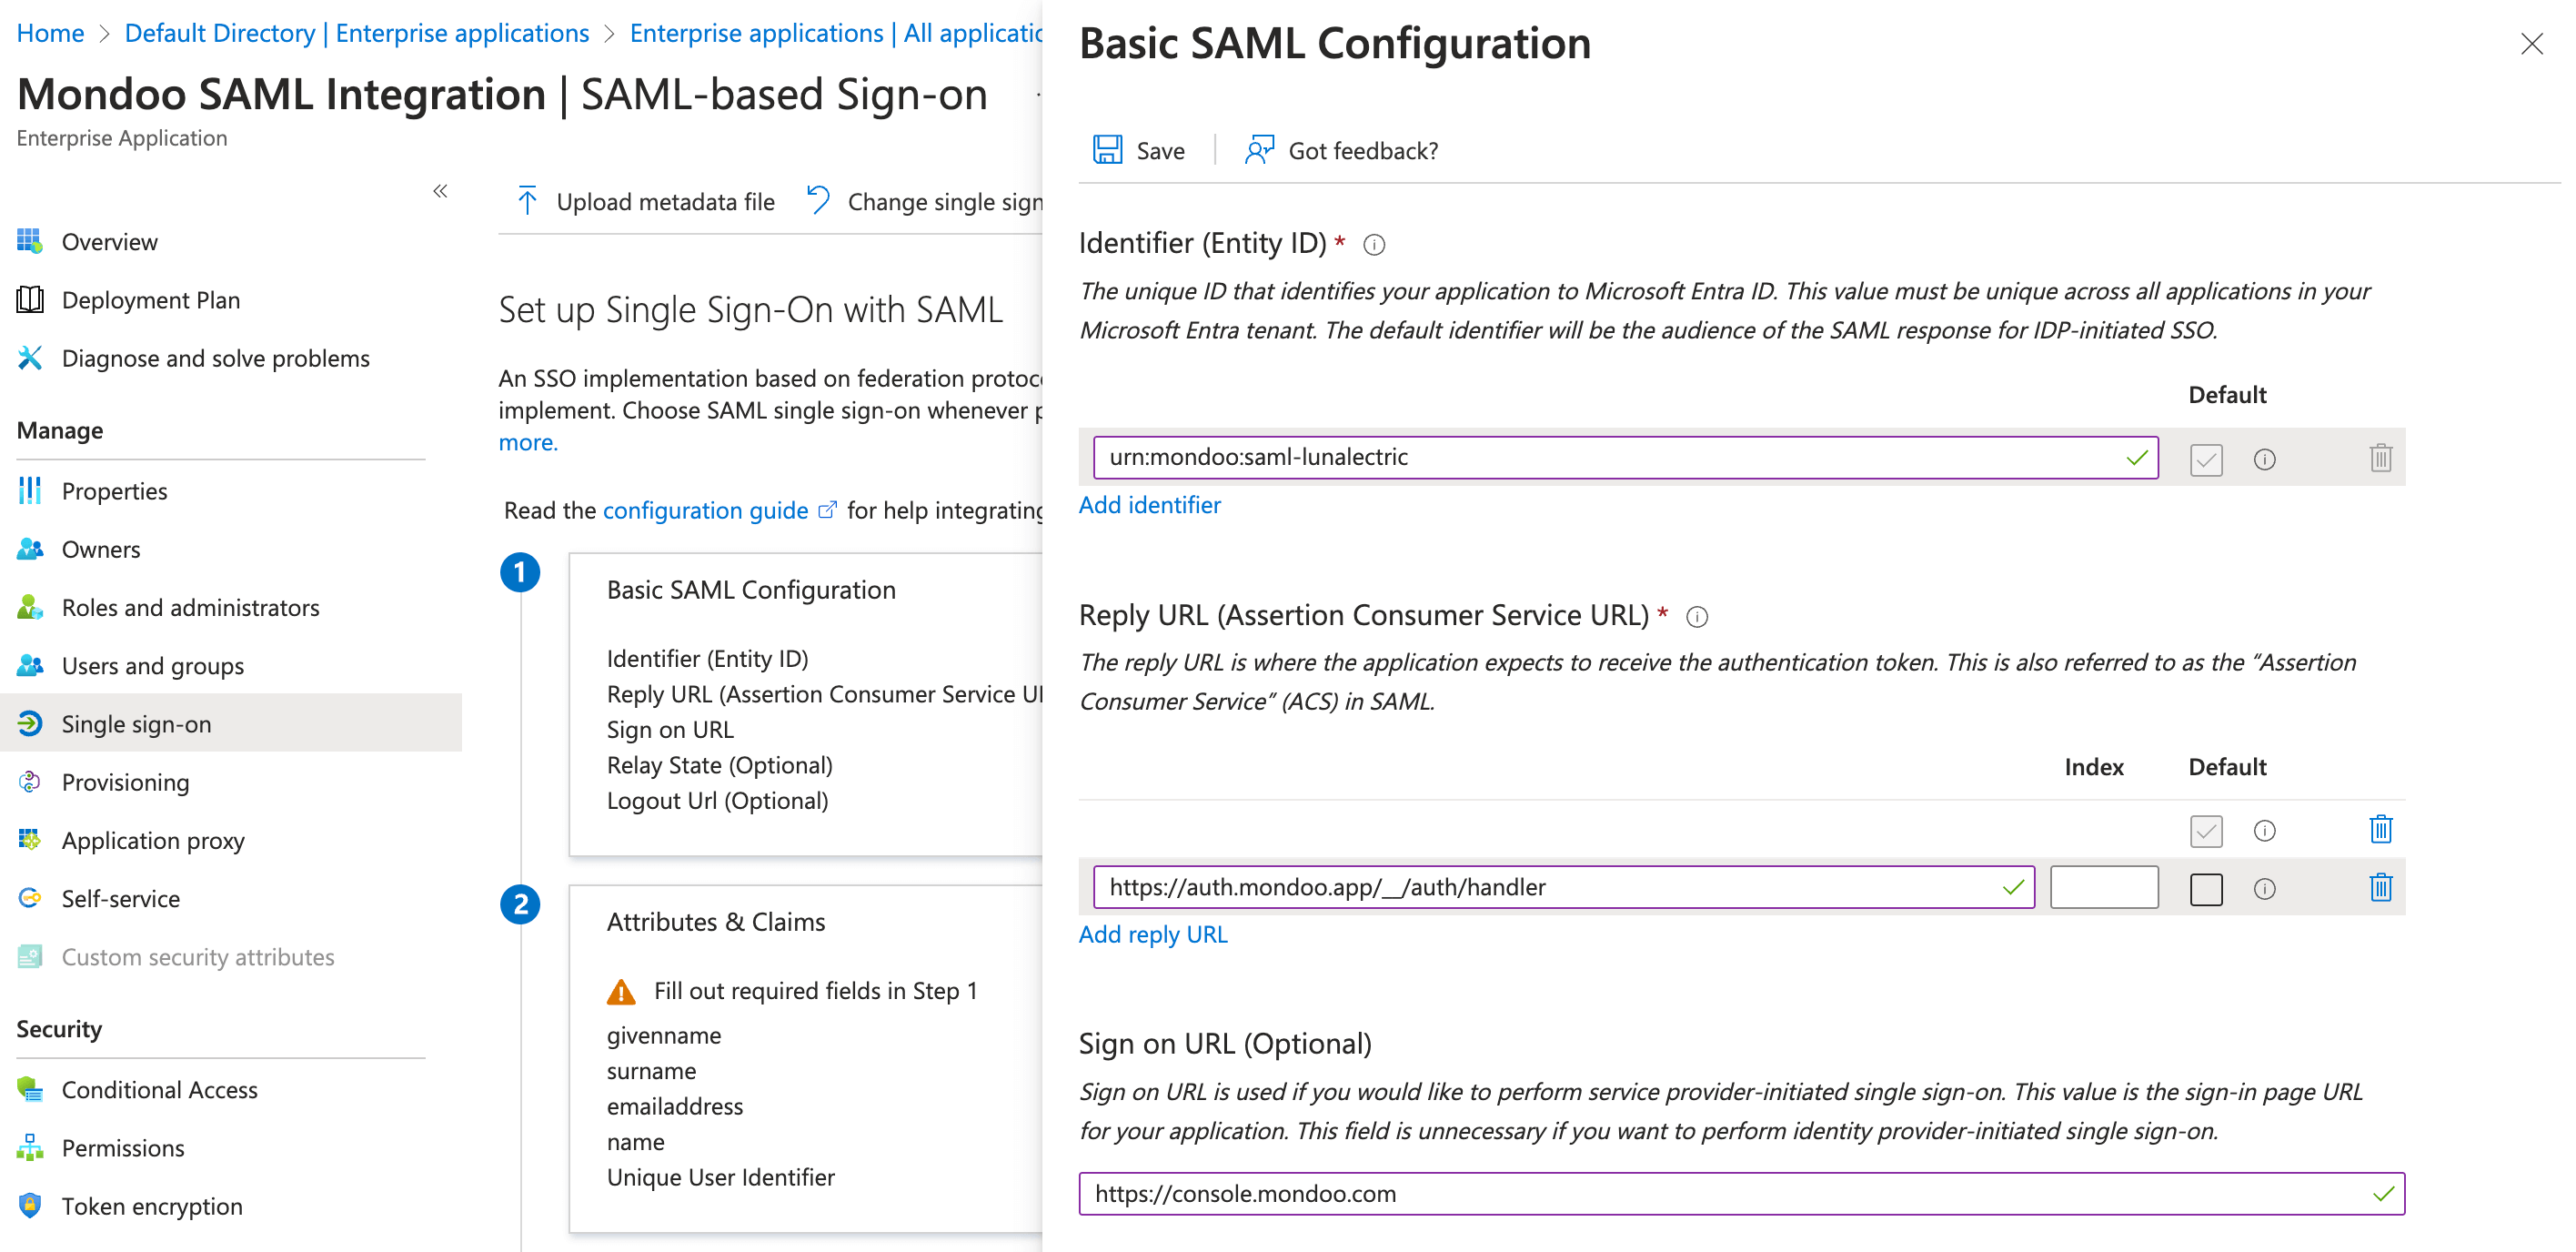 Home > Default Directory | Enterprise applications > Enterprise applications | All applicatic
Mondoo SAML Integration | SAML-based Sign-on
Enterprise Application
Overview
Deployment Plan
Diagnose and solve problems
Manage
Properties
Owners
Roles and administrators
Users and groups
Single sign-on
Provisioning
Application proxy
Self-service
Custom security attributes
Security
Conditional Access
Permissions
Token encryption
Upload metadata file
Change single sign
Set up Single Sign-On with SAML
An SSO implementation based on federation protoc
implement. Choose SAML single sign-on whenever p
more.
Read the configuration guide for help integrating
1
Basic SAML Configuration
Identifier (Entity ID)
Reply URL (Assertion Consumer Service UR
Sign on URL
Relay State (Optional)
Logout Url (Optional)
2
Attributes & Claims
Fill out required fields in Step 1
givenname
surname
emailaddress
name
Unique User Identifier
Basic SAML Configuration
Save | Got feedback?
Identifier (Entity ID) *
The unique ID that identifies your application to Microsoft Entra ID. This value must be unique across all applications in your
Microsoft Entra tenant. The default identifier will be the audience of the SAML response for IDP-initiated SSO.
Default
urn:mondoo:saml-lunalectric
Add identifier
Reply URL (Assertion Consumer Service URL) *
The reply URL is where the application expects to receive the authentication token. This is also referred to as the “Assertion
Consumer Service” (ACS) in SAML.
Index Default
https://auth.mondoo.app/__/auth/handler
Add reply URL
Sign on URL (Optional)
Sign on URL is used if you would like to perform service provider-initiated single sign-on. This value is the sign-in page URL
for your application. This field is unnecessary if you want to perform identity provider-initiated single sign-on.
https://console.mondoo.com